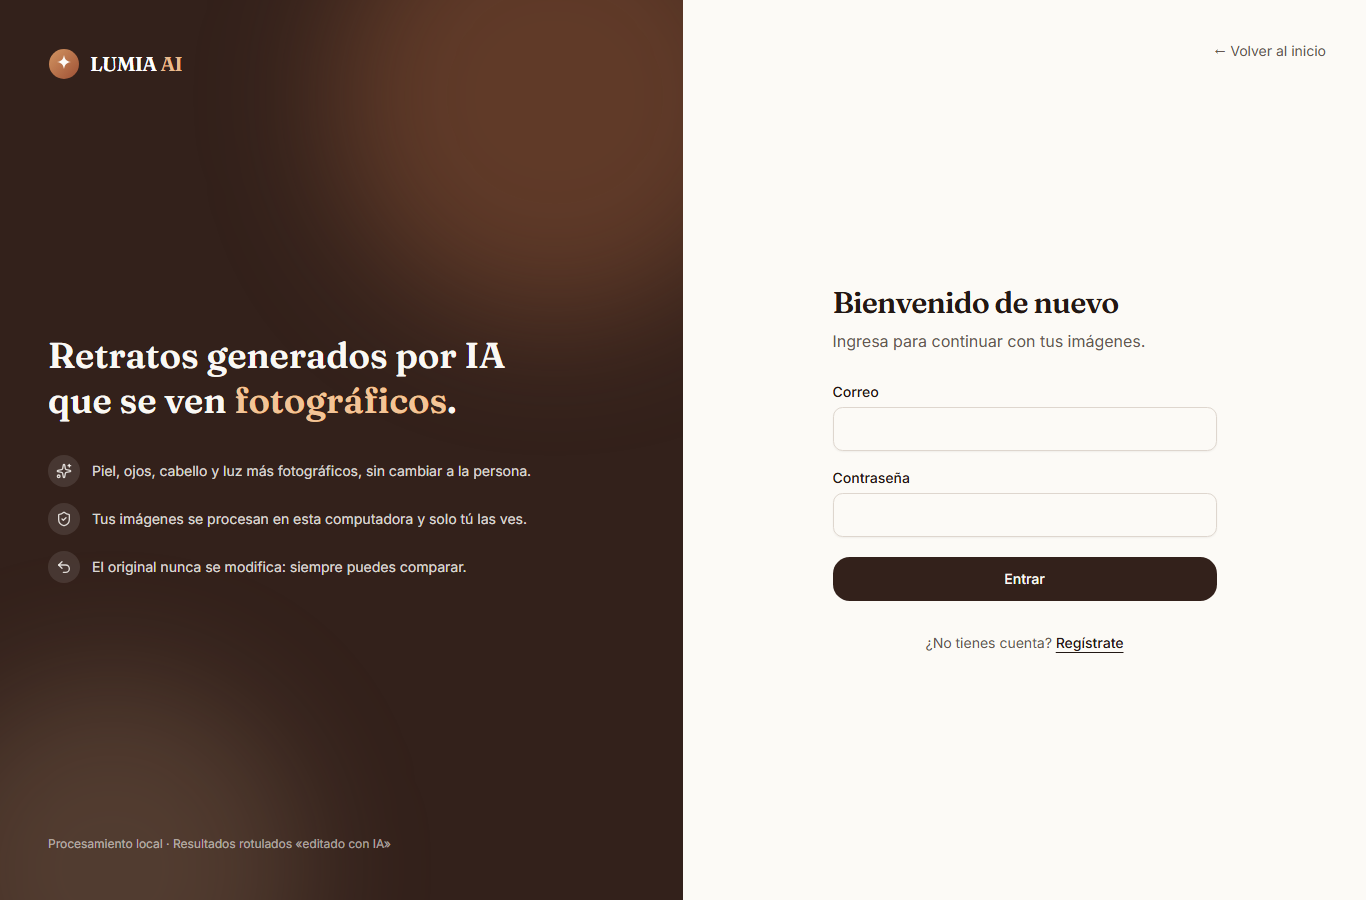 LUMIA AI
Retratos generados por IA
que se ven fotográficos.
Piel, ojos, cabello y luz más fotográficos, sin cambiar a la persona.
Tus imágenes se procesan en esta computadora y solo tú las ves.
El original nunca se modifica: siempre puedes comparar.
Procesamiento local · Resultados rotulados «editado con IA»
← Volver al inicio
Bienvenido de nuevo
Ingresa para continuar con tus imágenes.
Correo
Contraseña
Entrar
¿No tienes cuenta? Regístrate